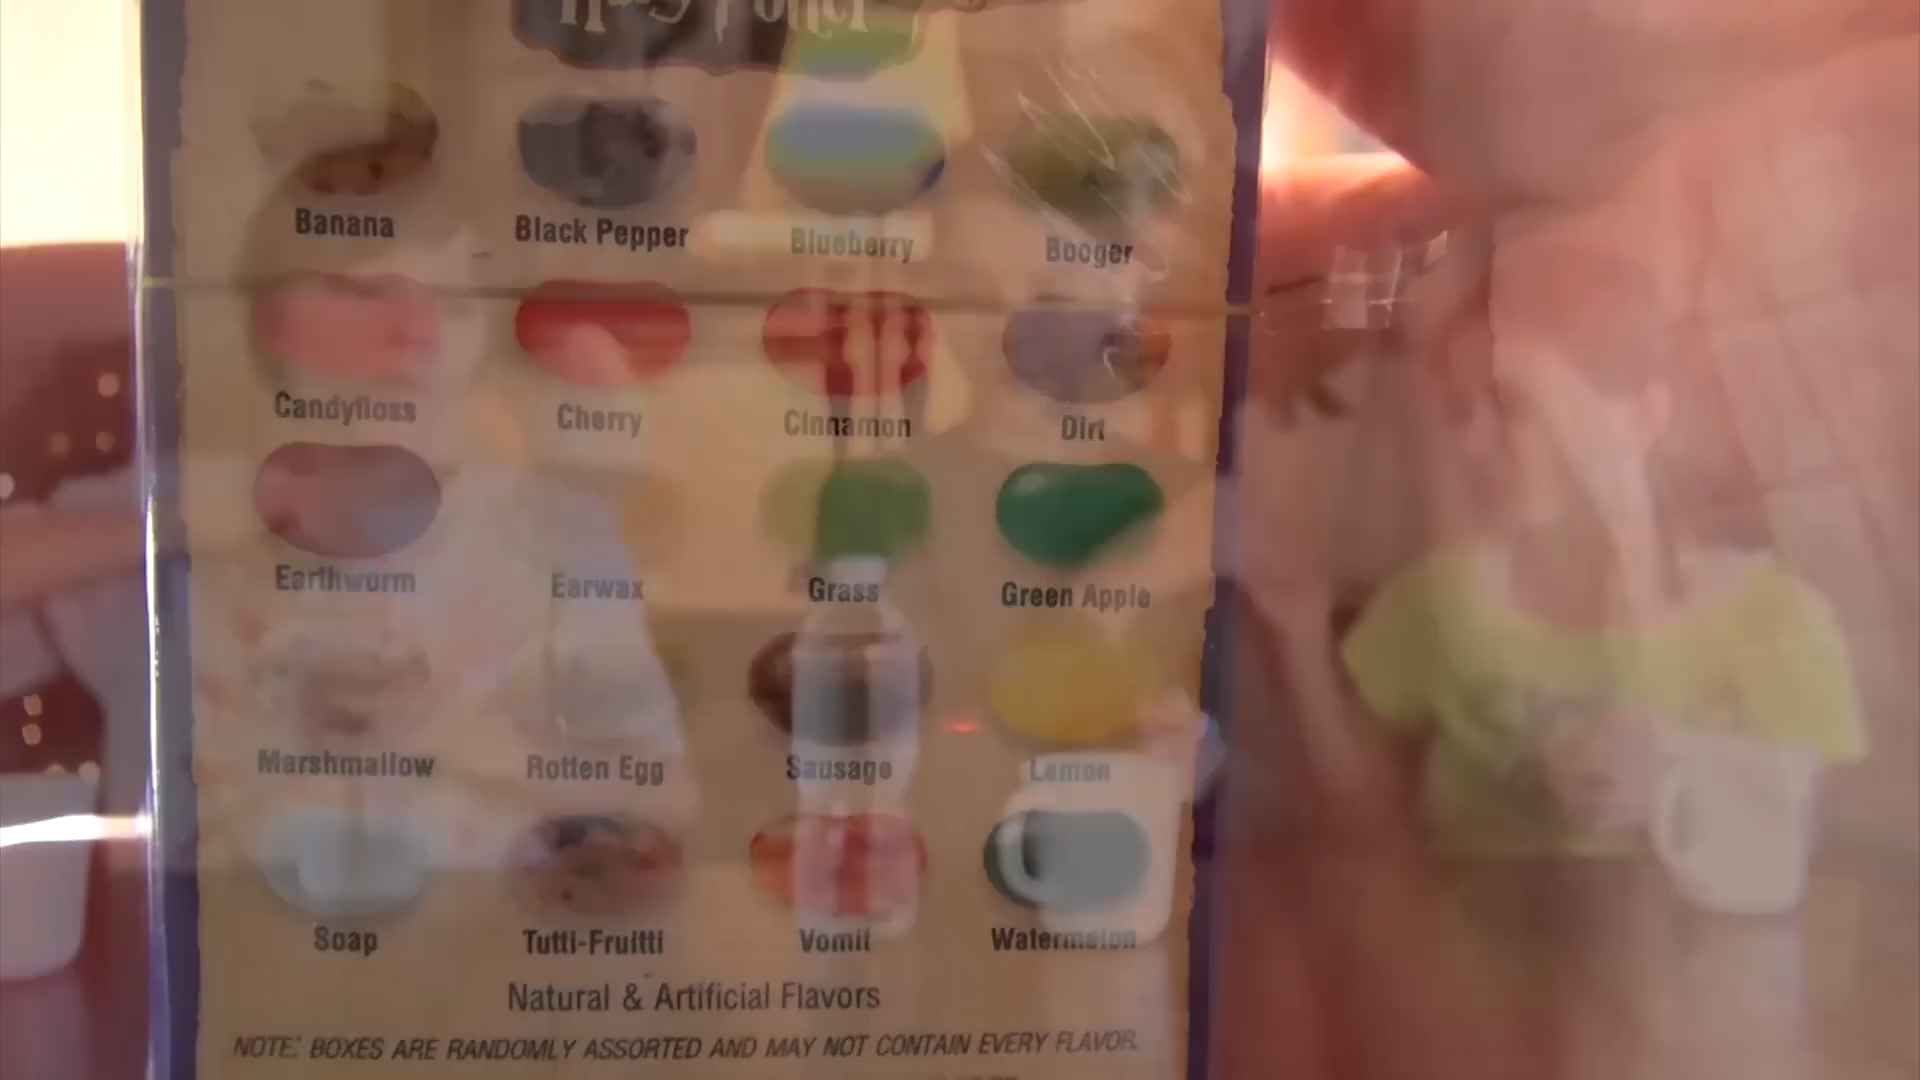 Harry Potter
Banana Black Pepper Blueberry Booger
Candyfloss Cherry Cinnamon Dirt
Earthworm Earwax Grass Green Apple
Marshmallow Rotten Egg Sausage Lemon
Soap Tutti-Fruitti Vomit Watermelon
Natural & Artificial Flavors
NOTE: BOXES ARE RANDOMLY ASSORTED AND MAY NOT CONTAIN EVERY FLAVOR.